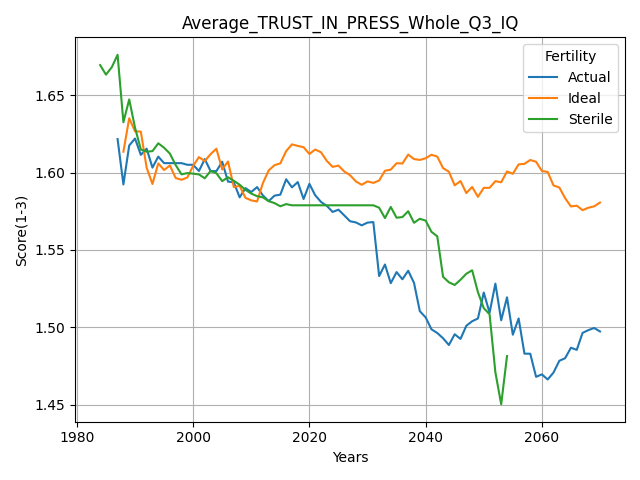 Average_TRUST_IN_PRESS_Whole_Q3_IQ
Fertility
Actual
Ideal
Sterile
Score(1-3)
1.65
1.60
1.55
1.50
1.45
1980
2000
2020
2040
2060
Years